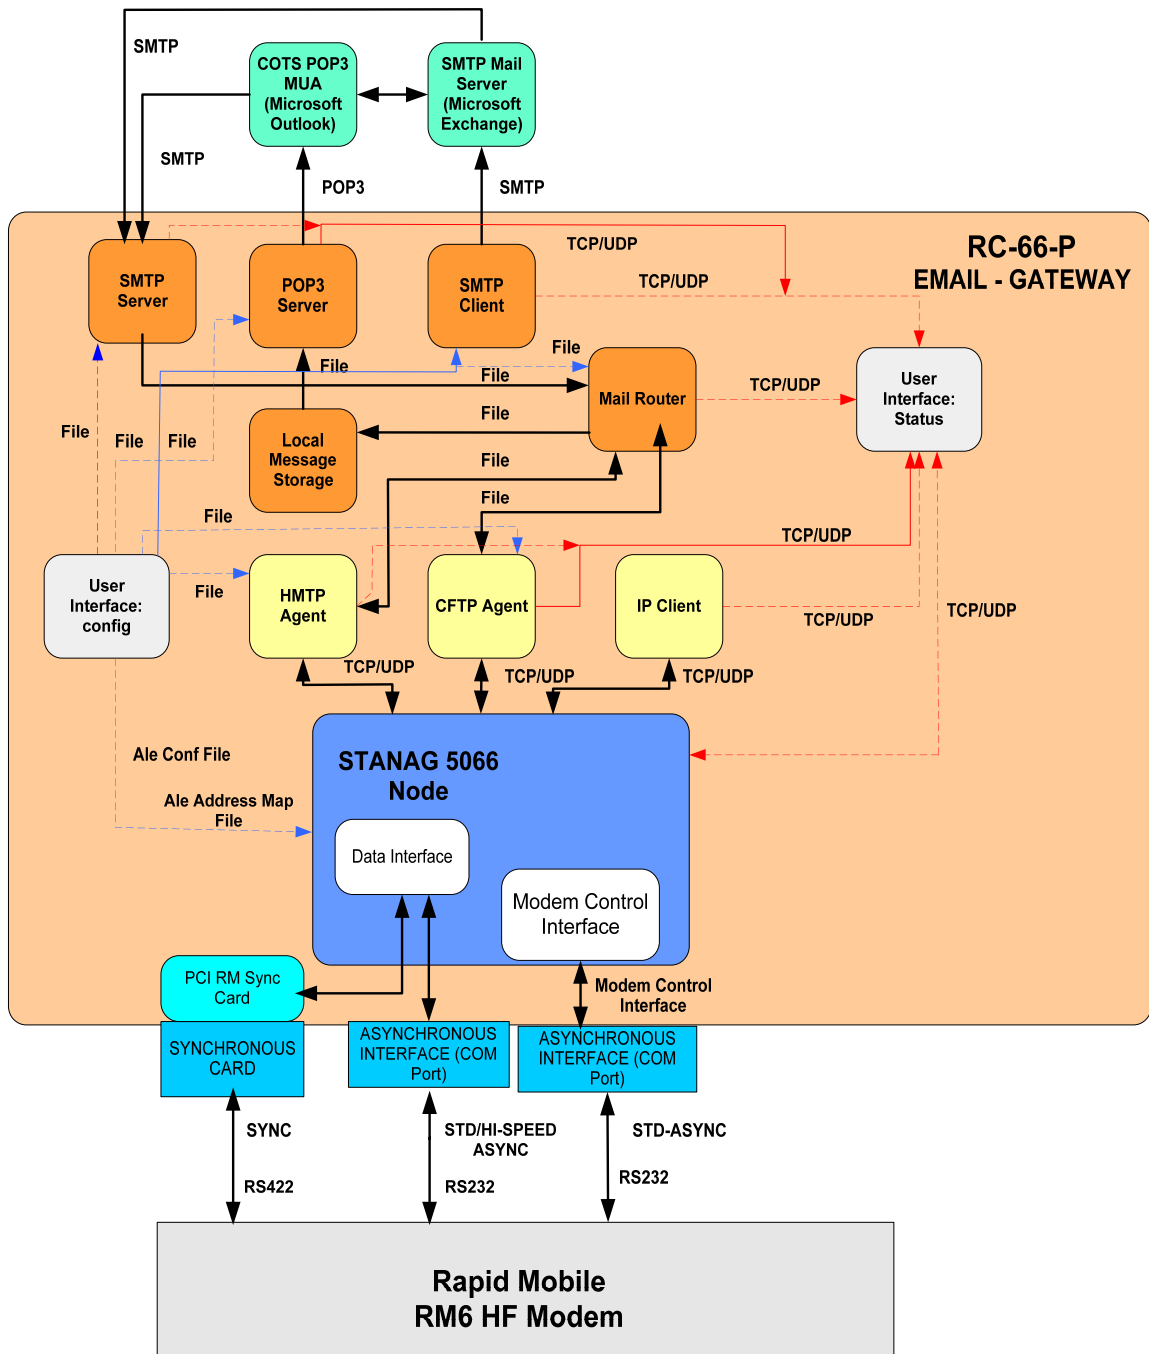 SMTP
COTS POP3
MUA
(Microsoft
Outlook)
SMTP Mail
Server
(Microsoft
Exchange)
SMTP
POP3
SMTP
RC-66-P
EMAIL - GATEWAY
TCP/UDP
SMTP
Server
POP3
Server
SMTP
Client
TCP/UDP
File
File
File
Mail Router
TCP/UDP
User
Interface:
Status
File
File
File
File
Local
Message
Storage
File
File
File
TCP/UDP
User
Interface:
config
File
HMTP
Agent
CFTP Agent
IP Client
TCP/UDP
TCP/UDP
TCP/UDP
TCP/UDP
TCP/UDP
Ale Conf File
STANAG 5066
Node
Ale Address Map
File
Data Interface
Modem Control
Interface
PCI RM Sync
Card
Modem Control
Interface
SYNCHRONOUS
CARD
ASYNCHRONOUS
INTERFACE (COM
Port)
ASYNCHRONOUS
INTERFACE (COM
Port)
SYNC
STD/HI-SPEED
ASYNC
STD-ASYNC
RS422
RS232
RS232
Rapid Mobile
RM6 HF Modem